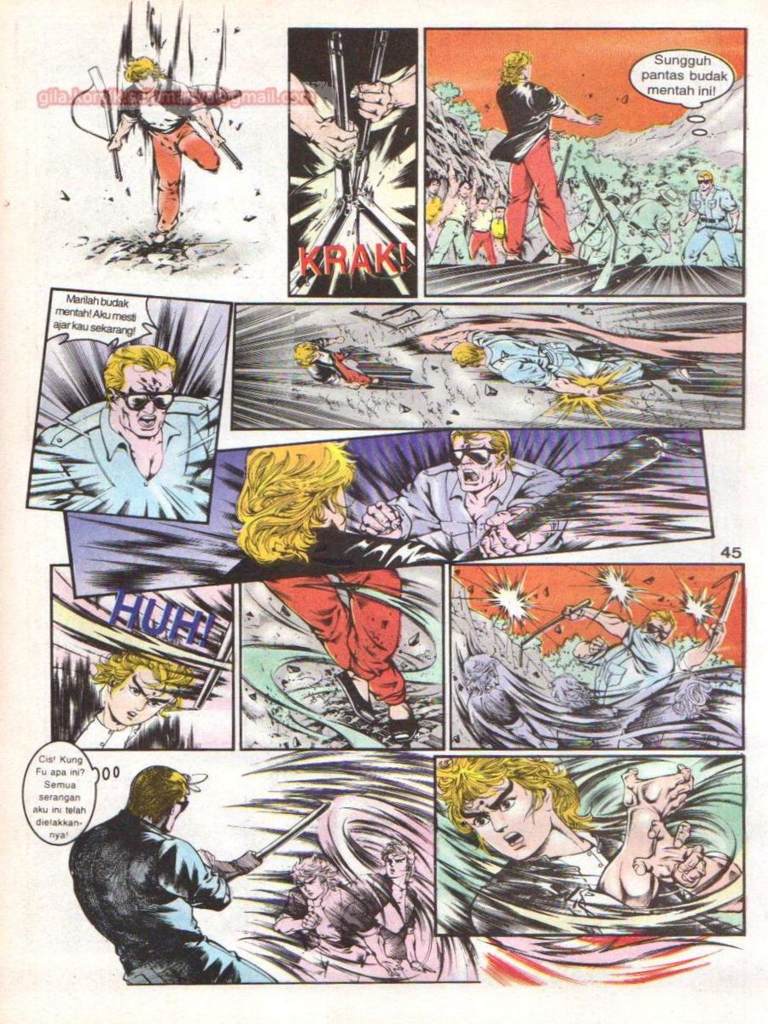 KRAK!
Sungguh
pantas budak
mentah ini!
Marilah budak
mentah! Aku mesti
ajar kau sekarang!
45
HUH!
Cis! Kung
Fu apa ini?
Semua
serangan
aku ini telah
dielakkan-
nya!